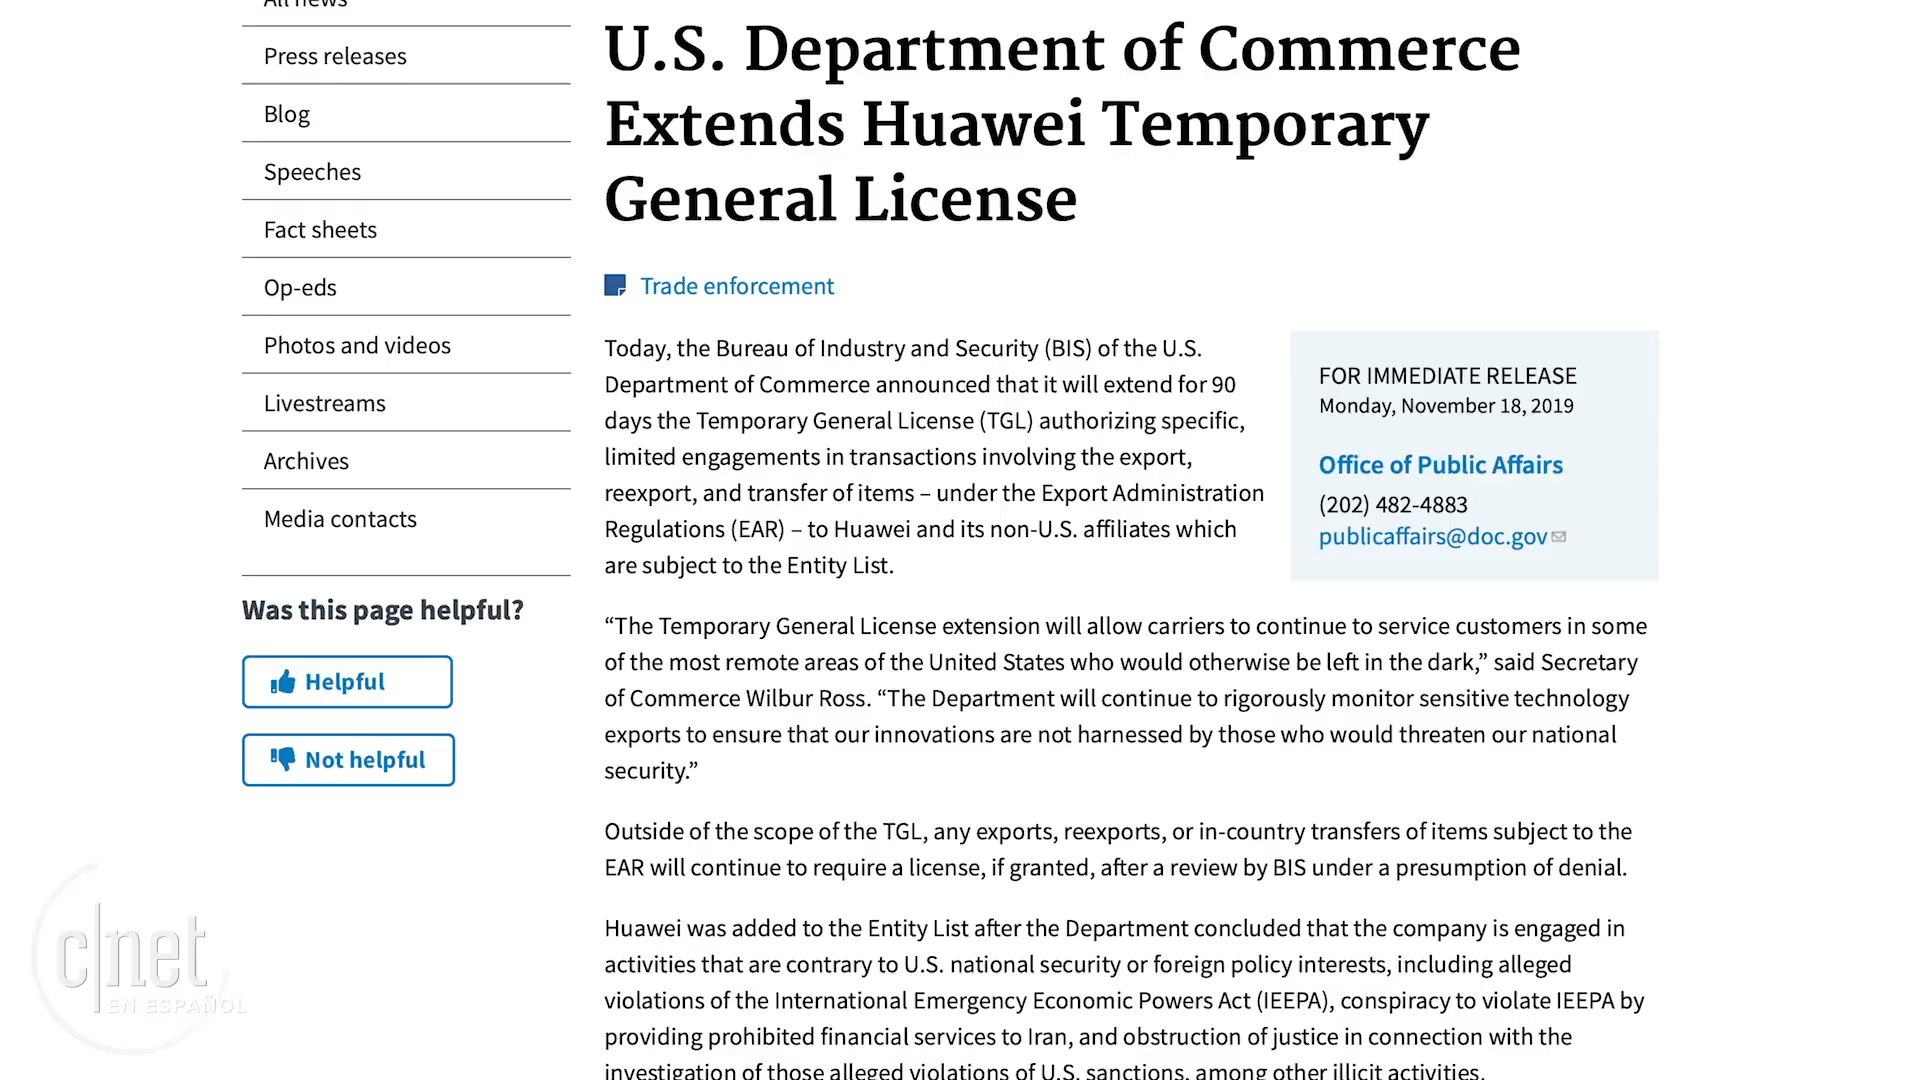 All news
Press releases
Blog
Speeches
Fact sheets
Op-eds
Photos and videos
Livestreams
Archives
Media contacts
Was this page helpful?
Helpful
Not helpful
U.S. Department of Commerce
Extends Huawei Temporary
General License
Trade enforcement
Today, the Bureau of Industry and Security (BIS) of the U.S.
Department of Commerce announced that it will extend for 90
days the Temporary General License (TGL) authorizing specific,
limited engagements in transactions involving the export,
reexport, and transfer of items – under the Export Administration
Regulations (EAR) – to Huawei and its non-U.S. affiliates which
are subject to the Entity List.
FOR IMMEDIATE RELEASE
Monday, November 18, 2019
Office of Public Affairs
(202) 482-4883
publicaffairs@doc.gov
“The Temporary General License extension will allow carriers to continue to service customers in some
of the most remote areas of the United States who would otherwise be left in the dark,” said Secretary
of Commerce Wilbur Ross. “The Department will continue to rigorously monitor sensitive technology
exports to ensure that our innovations are not harnessed by those who would threaten our national
security.”
Outside of the scope of the TGL, any exports, reexports, or in-country transfers of items subject to the
EAR will continue to require a license, if granted, after a review by BIS under a presumption of denial.
Huawei was added to the Entity List after the Department concluded that the company is engaged in
activities that are contrary to U.S. national security or foreign policy interests, including alleged
violations of the International Emergency Economic Powers Act (IEEPA), conspiracy to violate IEEPA by
providing prohibited financial services to Iran, and obstruction of justice in connection with the
investigation of those alleged violations of U.S. sanctions, among other illicit activities.
c|net
EN ESPAÑOL